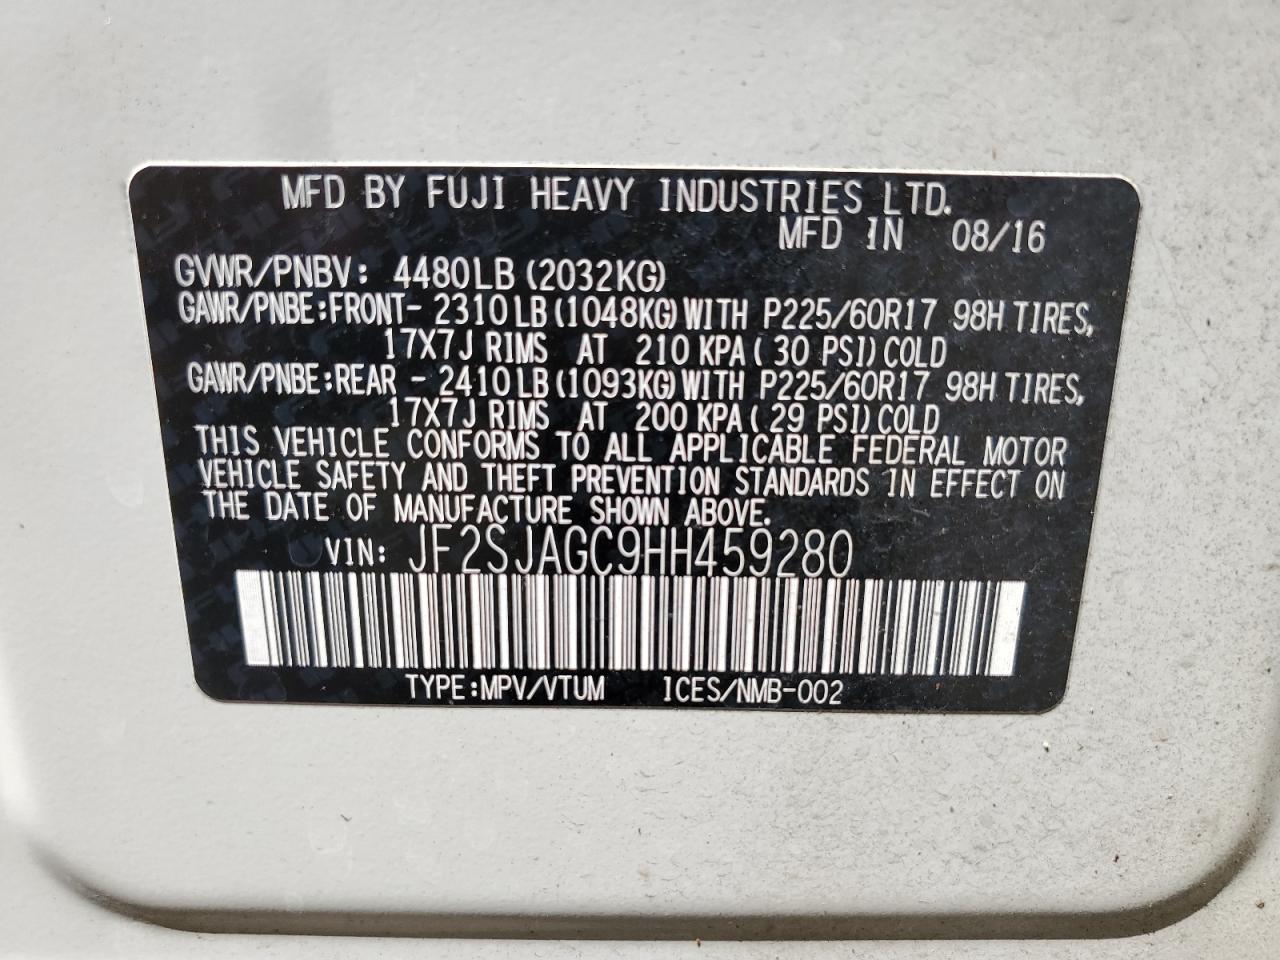 MFD BY FUJI HEAVY INDUSTRIES LTD.
MFD IN 08/16
GVWR/PNBV: 4480LB (2032KG)
GAWR/PNBE:FRONT- 2310LB (1048KG) WITH P225/60R17 98H TIRES,
17X7J RIMS AT 210 KPA ( 30 PSI) COLD
GAWR/PNBE:REAR - 2410LB (1093KG) WITH P225/60R17 98H TIRES,
17X7J RIMS AT 200 KPA ( 29 PSI) COLD
THIS VEHICLE CONFORMS TO ALL APPLICABLE FEDERAL MOTOR
VEHICLE SAFETY AND THEFT PREVENTION STANDARDS IN EFFECT ON
THE DATE OF MANUFACTURE SHOWN ABOVE.
VIN: JF2SJAGC9HH459280
TYPE:MPV/VTUM ICES/NMB-002